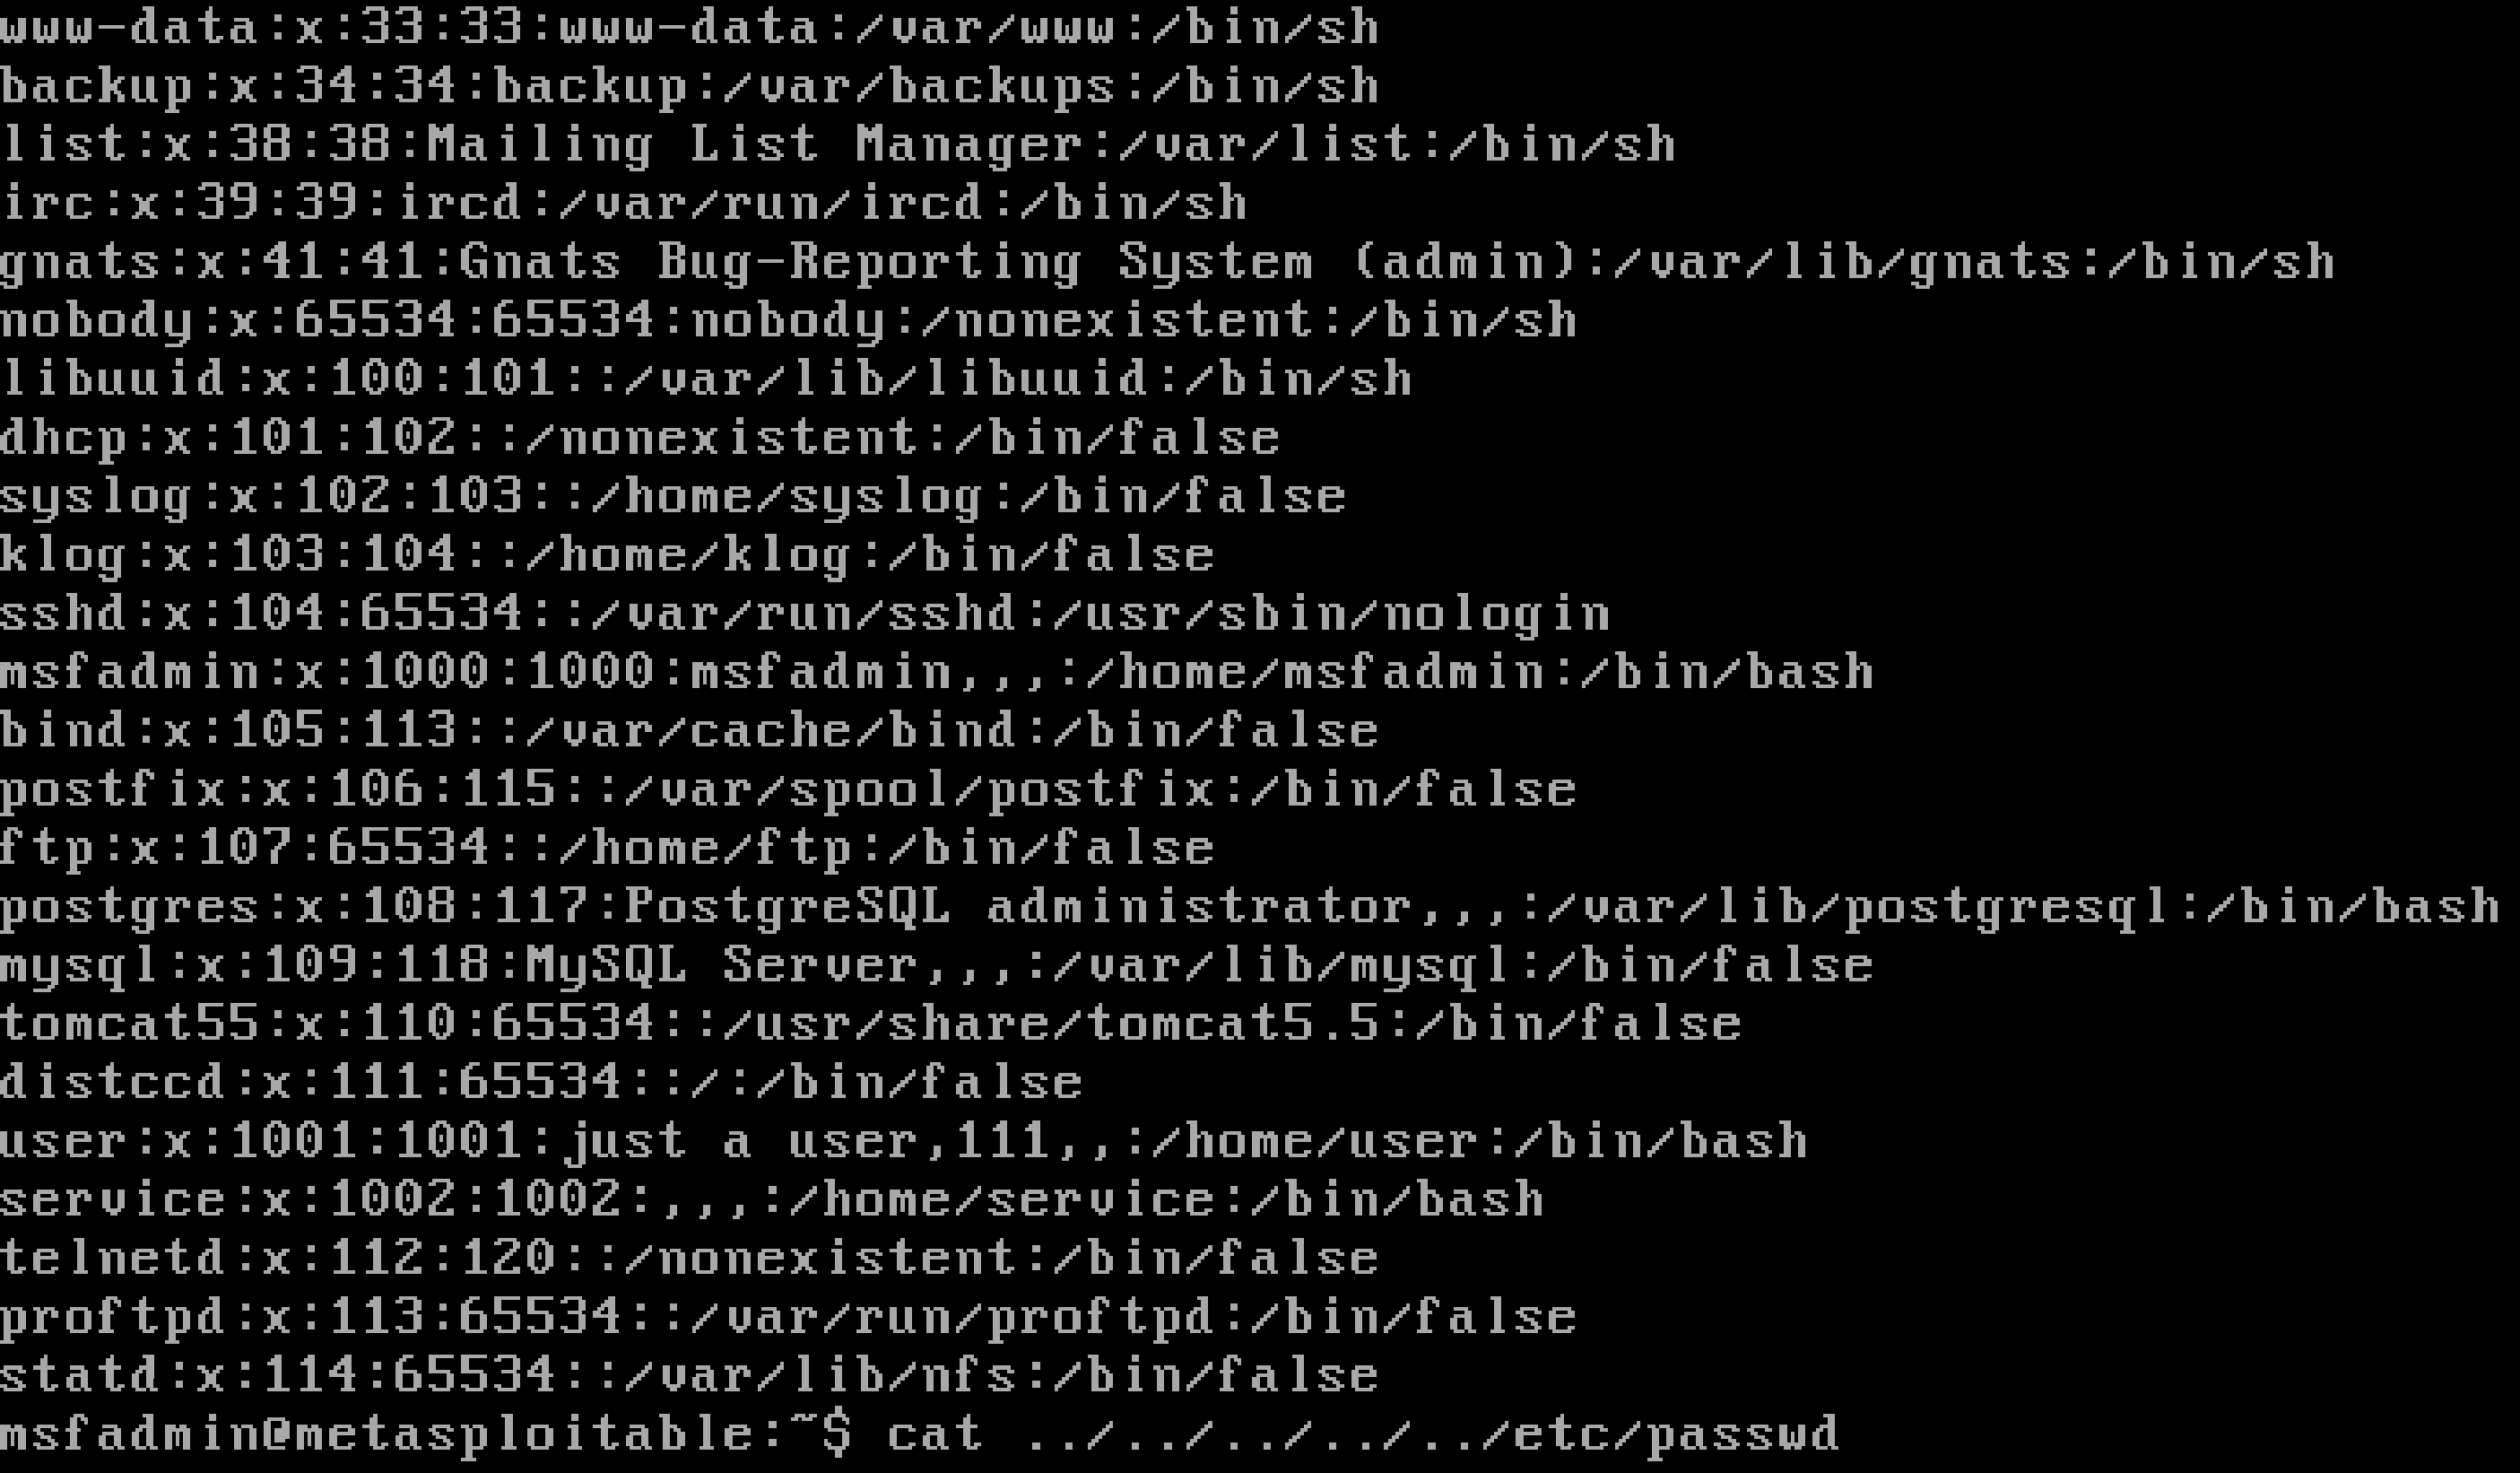 www-data:x:33:33:www-data:/var/www:/bin/sh
backup:x:34:34:backup:/var/backups:/bin/sh
list:x:38:38:Mailing List Manager:/var/list:/bin/sh
irc:x:39:39:ircd:/var/run/ircd:/bin/sh
gnats:x:41:41:Gnats Bug-Reporting System (admin):/var/lib/gnats:/bin/sh
nobody:x:65534:65534:nobody:/nonexistent:/bin/sh
libuuid:x:100:101::/var/lib/libuuid:/bin/sh
dhcp:x:101:102::/nonexistent:/bin/false
syslog:x:102:103::/home/syslog:/bin/false
klog:x:103:104::/home/klog:/bin/false
sshd:x:104:65534::/var/run/sshd:/usr/sbin/nologin
msfadmin:x:1000:1000:msfadmin,,,:/home/msfadmin:/bin/bash
bind:x:105:113::/var/cache/bind:/bin/false
postfix:x:106:115::/var/spool/postfix:/bin/false
ftp:x:107:65534::/home/ftp:/bin/false
postgres:x:108:117:PostgreSQL administrator,,,:/var/lib/postgresql:/bin/bash
mysql:x:109:118:MySQL Server,,,:/var/lib/mysql:/bin/false
tomcat55:x:110:65534::/usr/share/tomcat5.5:/bin/false
distccd:x:111:65534::/:/bin/false
user:x:1001:1001:just a user,111,,:/home/user:/bin/bash
service:x:1002:1002:,,,:/home/service:/bin/bash
telnetd:x:112:120::/nonexistent:/bin/false
proftpd:x:113:65534::/var/run/proftpd:/bin/false
statd:x:114:65534::/var/lib/nfs:/bin/false
msfadmin@metasploitable:~$ cat ../../../../../etc/passwd